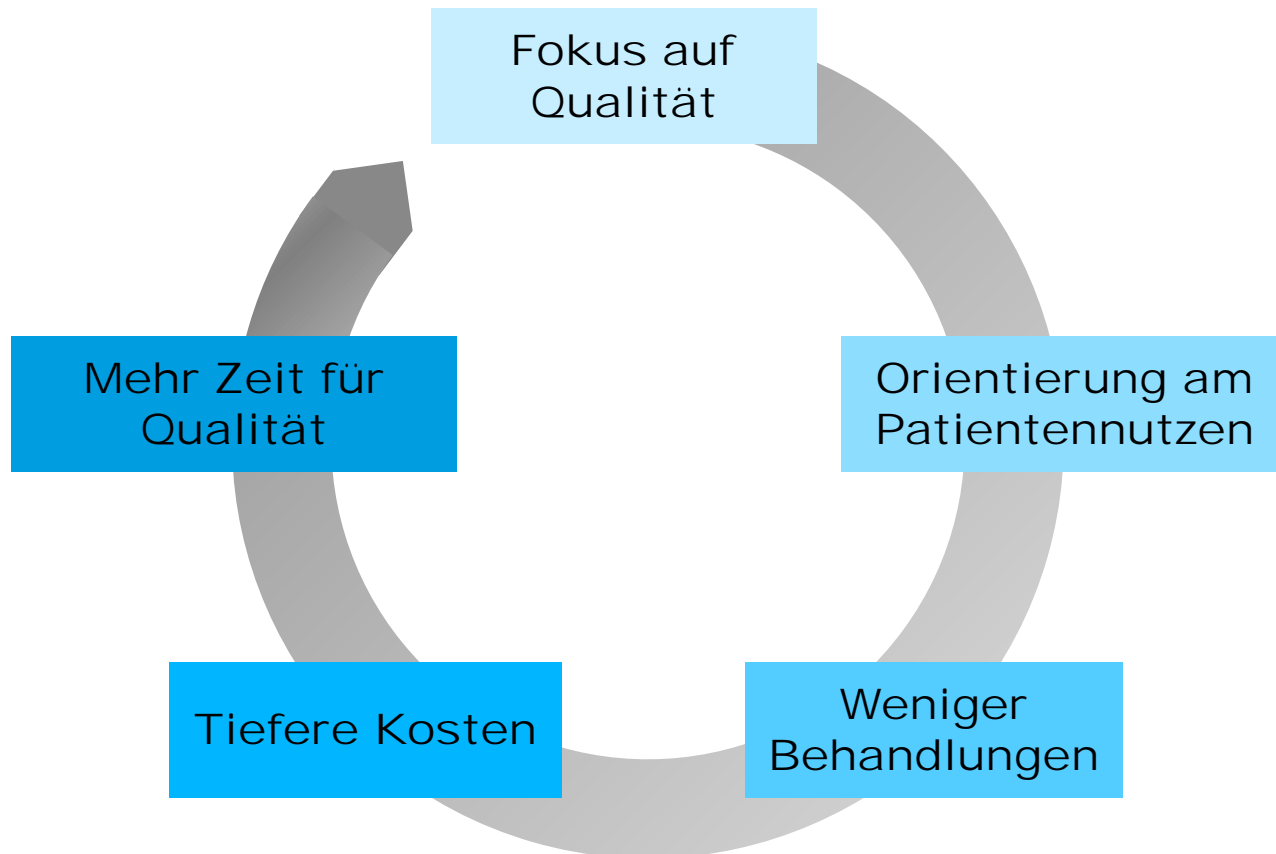 Fokus auf
Qualität
Orientierung am
Patientennutzen
Weniger
Behandlungen
Tiefere Kosten
Mehr Zeit für
Qualität